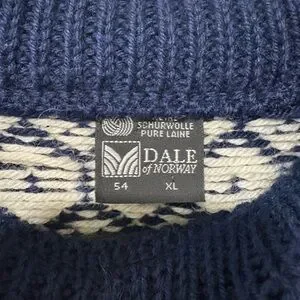 SCHURWOLLE
PURE LAINE
DALE
of NORWAY
54 XL